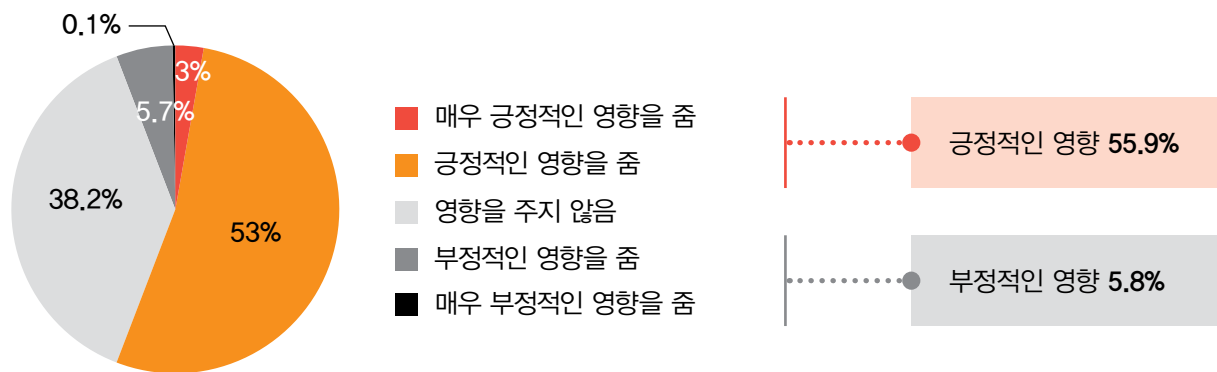 0.1%
3%
5.7%
38.2%
53%
매우 긍정적인 영향을 줌
긍정적인 영향을 줌
영향을 주지 않음
부정적인 영향을 줌
매우 부정적인 영향을 줌
긍정적인 영향 55.9%
부정적인 영향 5.8%